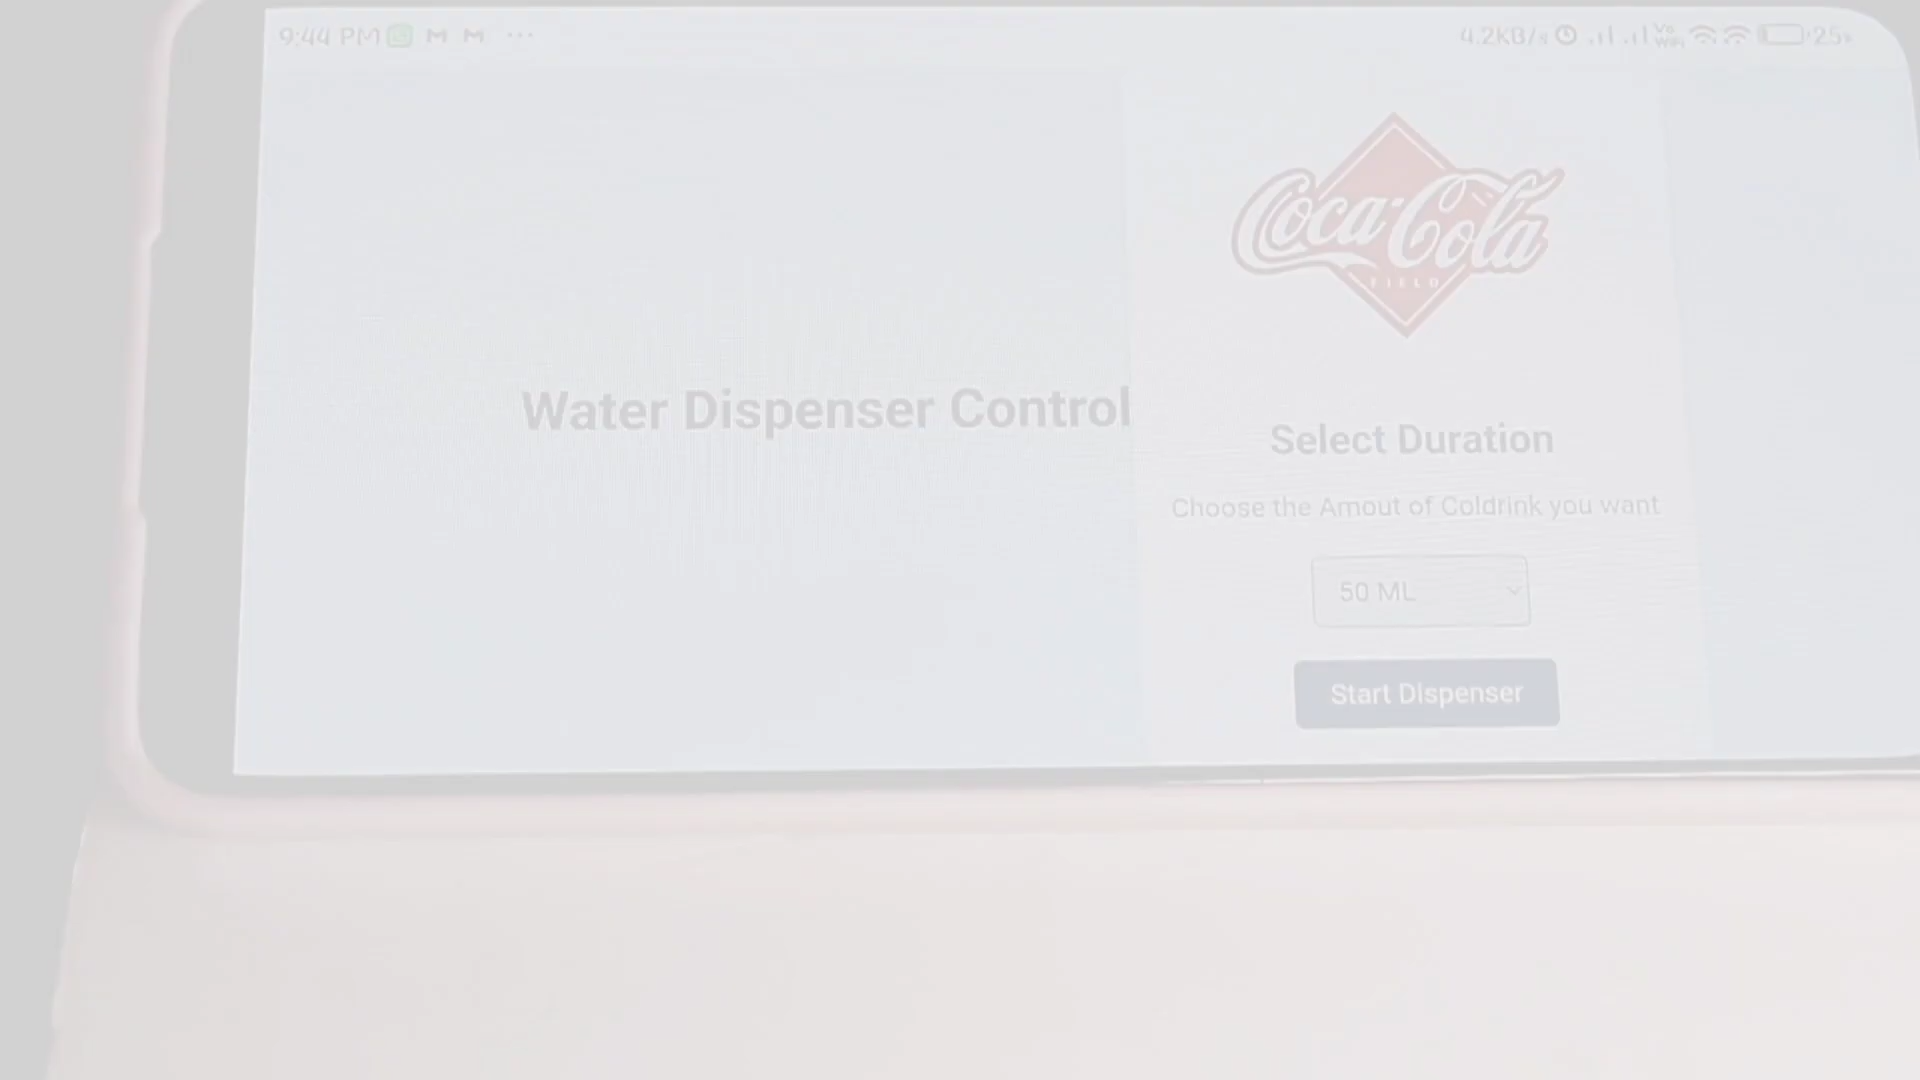 9:44 PM
4.2KB/s
25%
Coca-Cola
FIELD
Water Dispenser Control
Select Duration
Choose the Amout of Coldrink you want
50 ML
Start Dispenser